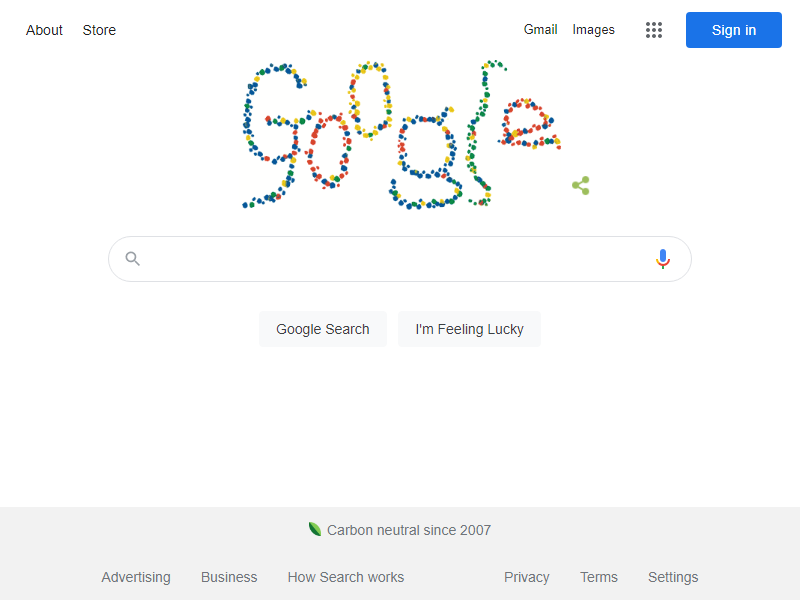 About Store Gmail Images Sign in
Google
Google Search I'm Feeling Lucky
Carbon neutral since 2007
Advertising Business How Search works Privacy Terms Settings